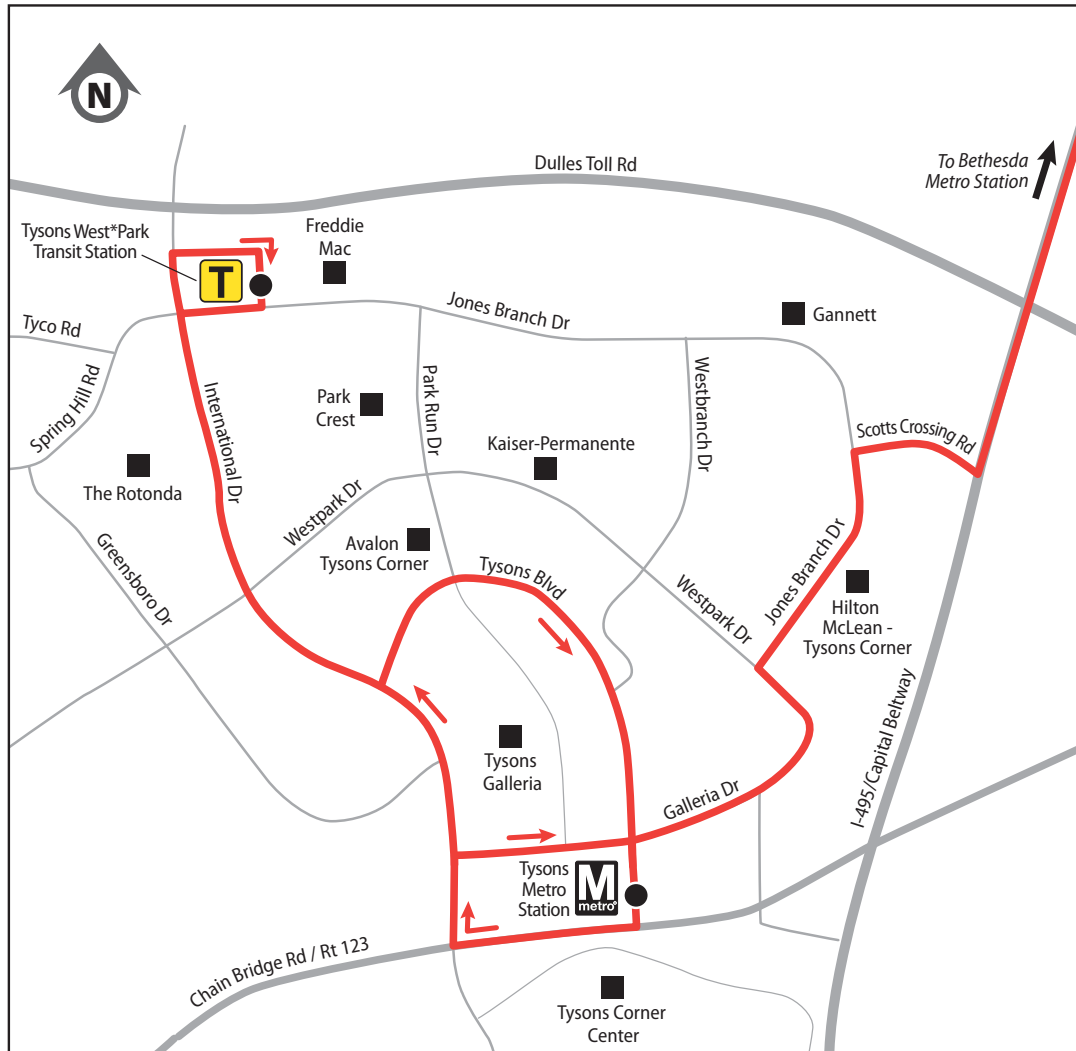 N
Dulles Toll Rd
To Bethesda
Metro Station
Tysons West*Park
Transit Station
T
Freddie
Mac
Jones Branch Dr
Gannett
Tyco Rd
Spring Hill Rd
International Dr
Park
Crest
Park Run Dr
Westbranch Dr
Kaiser-Permanente
Scotts Crossing Rd
The Rotonda
Westpark Dr
Greensboro Dr
Avalon
Tysons Corner
Tysons Blvd
Westpark Dr
Jones Branch Dr
Hilton
McLean -
Tysons Corner
I-495/Capital Beltway
Tysons
Galleria
Galleria Dr
Tysons
Metro
Station
M
metro
Chain Bridge Rd / Rt 123
Tysons Corner
Center